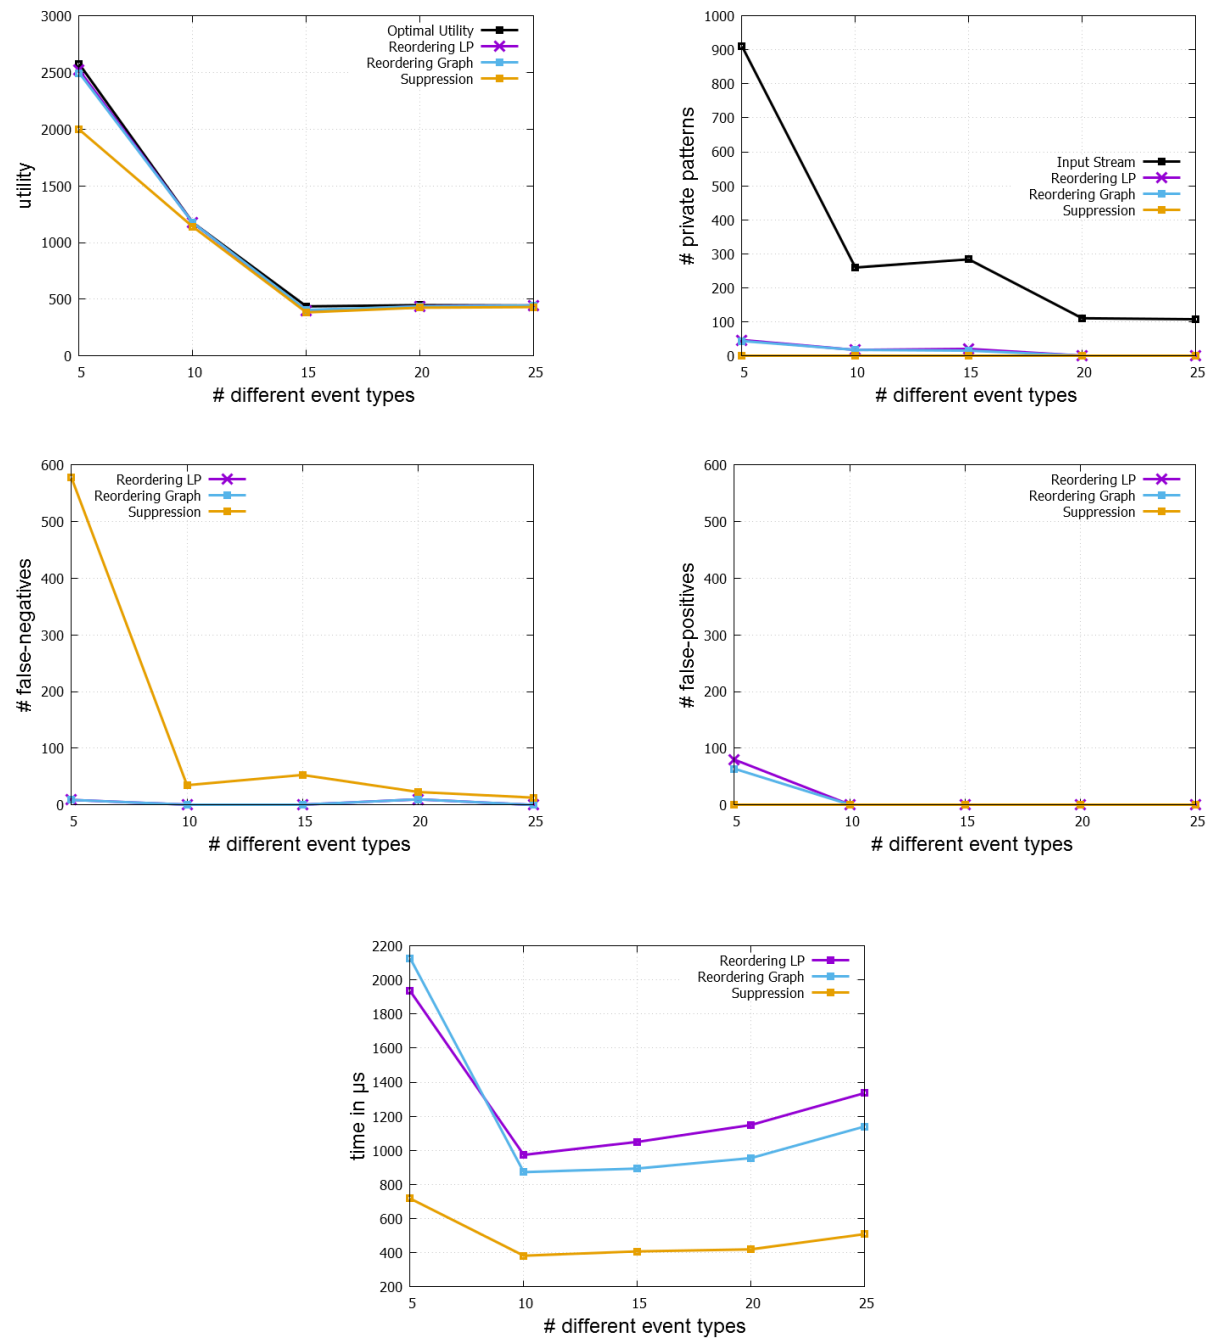 3000
2500
2000
1500
1000
500
0
utility
Optimal Utility
Reordering LP
Reordering Graph
Suppression
5 10 15 20 25
# different event types
1000
900
800
700
600
500
400
300
200
100
0
# private patterns
Input Stream
Reordering LP
Reordering Graph
Suppression
5 10 15 20 25
# different event types
600
500
400
300
200
100
0
# false-negatives
Reordering LP
Reordering Graph
Suppression
5 10 15 20 25
# different event types
600
500
400
300
200
100
0
# false-positives
Reordering LP
Reordering Graph
Suppression
5 10 15 20 25
# different event types
2200
2000
1800
1600
1400
1200
1000
800
600
400
200
time in µs
Reordering LP
Reordering Graph
Suppression
5 10 15 20 25
# different event types